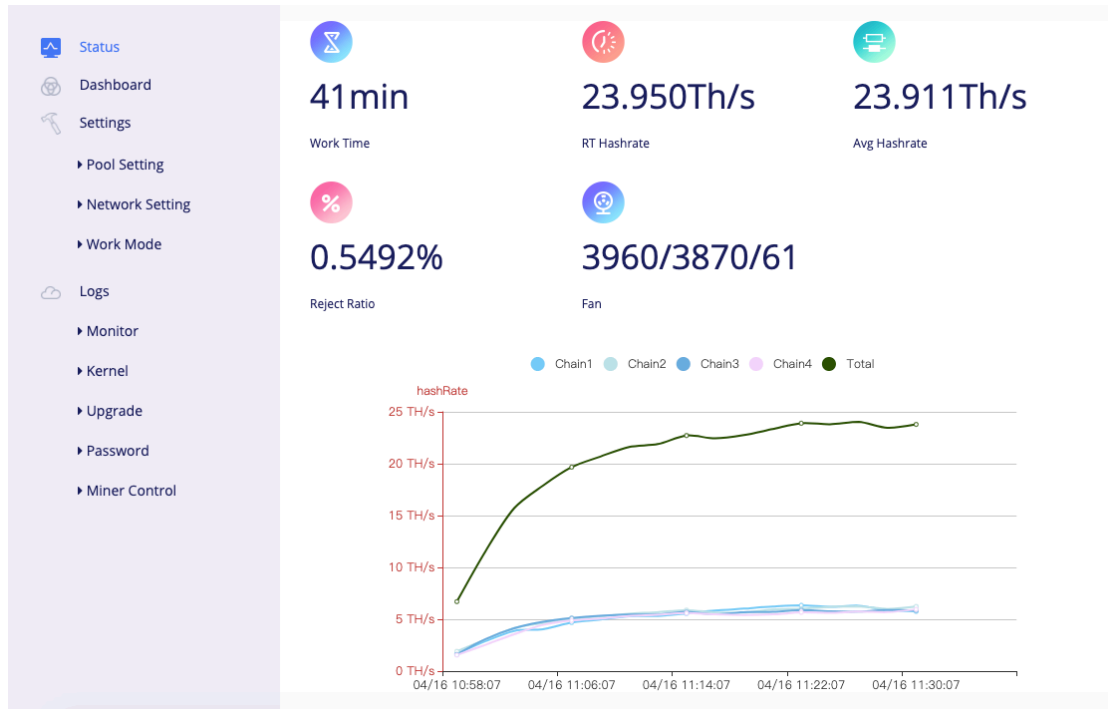 Status
Dashboard
Settings
Pool Setting
Network Setting
Work Mode
Logs
Monitor
Kernel
Upgrade
Password
Miner Control
41min
Work Time
23.950Th/s
RT Hashrate
23.911Th/s
Avg Hashrate
0.5492%
Reject Ratio
3960/3870/61
Fan
Chain1 Chain2 Chain3 Chain4 Total
hashRate
25 TH/s
20 TH/s
15 TH/s
10 TH/s
5 TH/s
0 TH/s
04/16 10:58:07 04/16 11:06:07 04/16 11:14:07 04/16 11:22:07 04/16 11:30:07